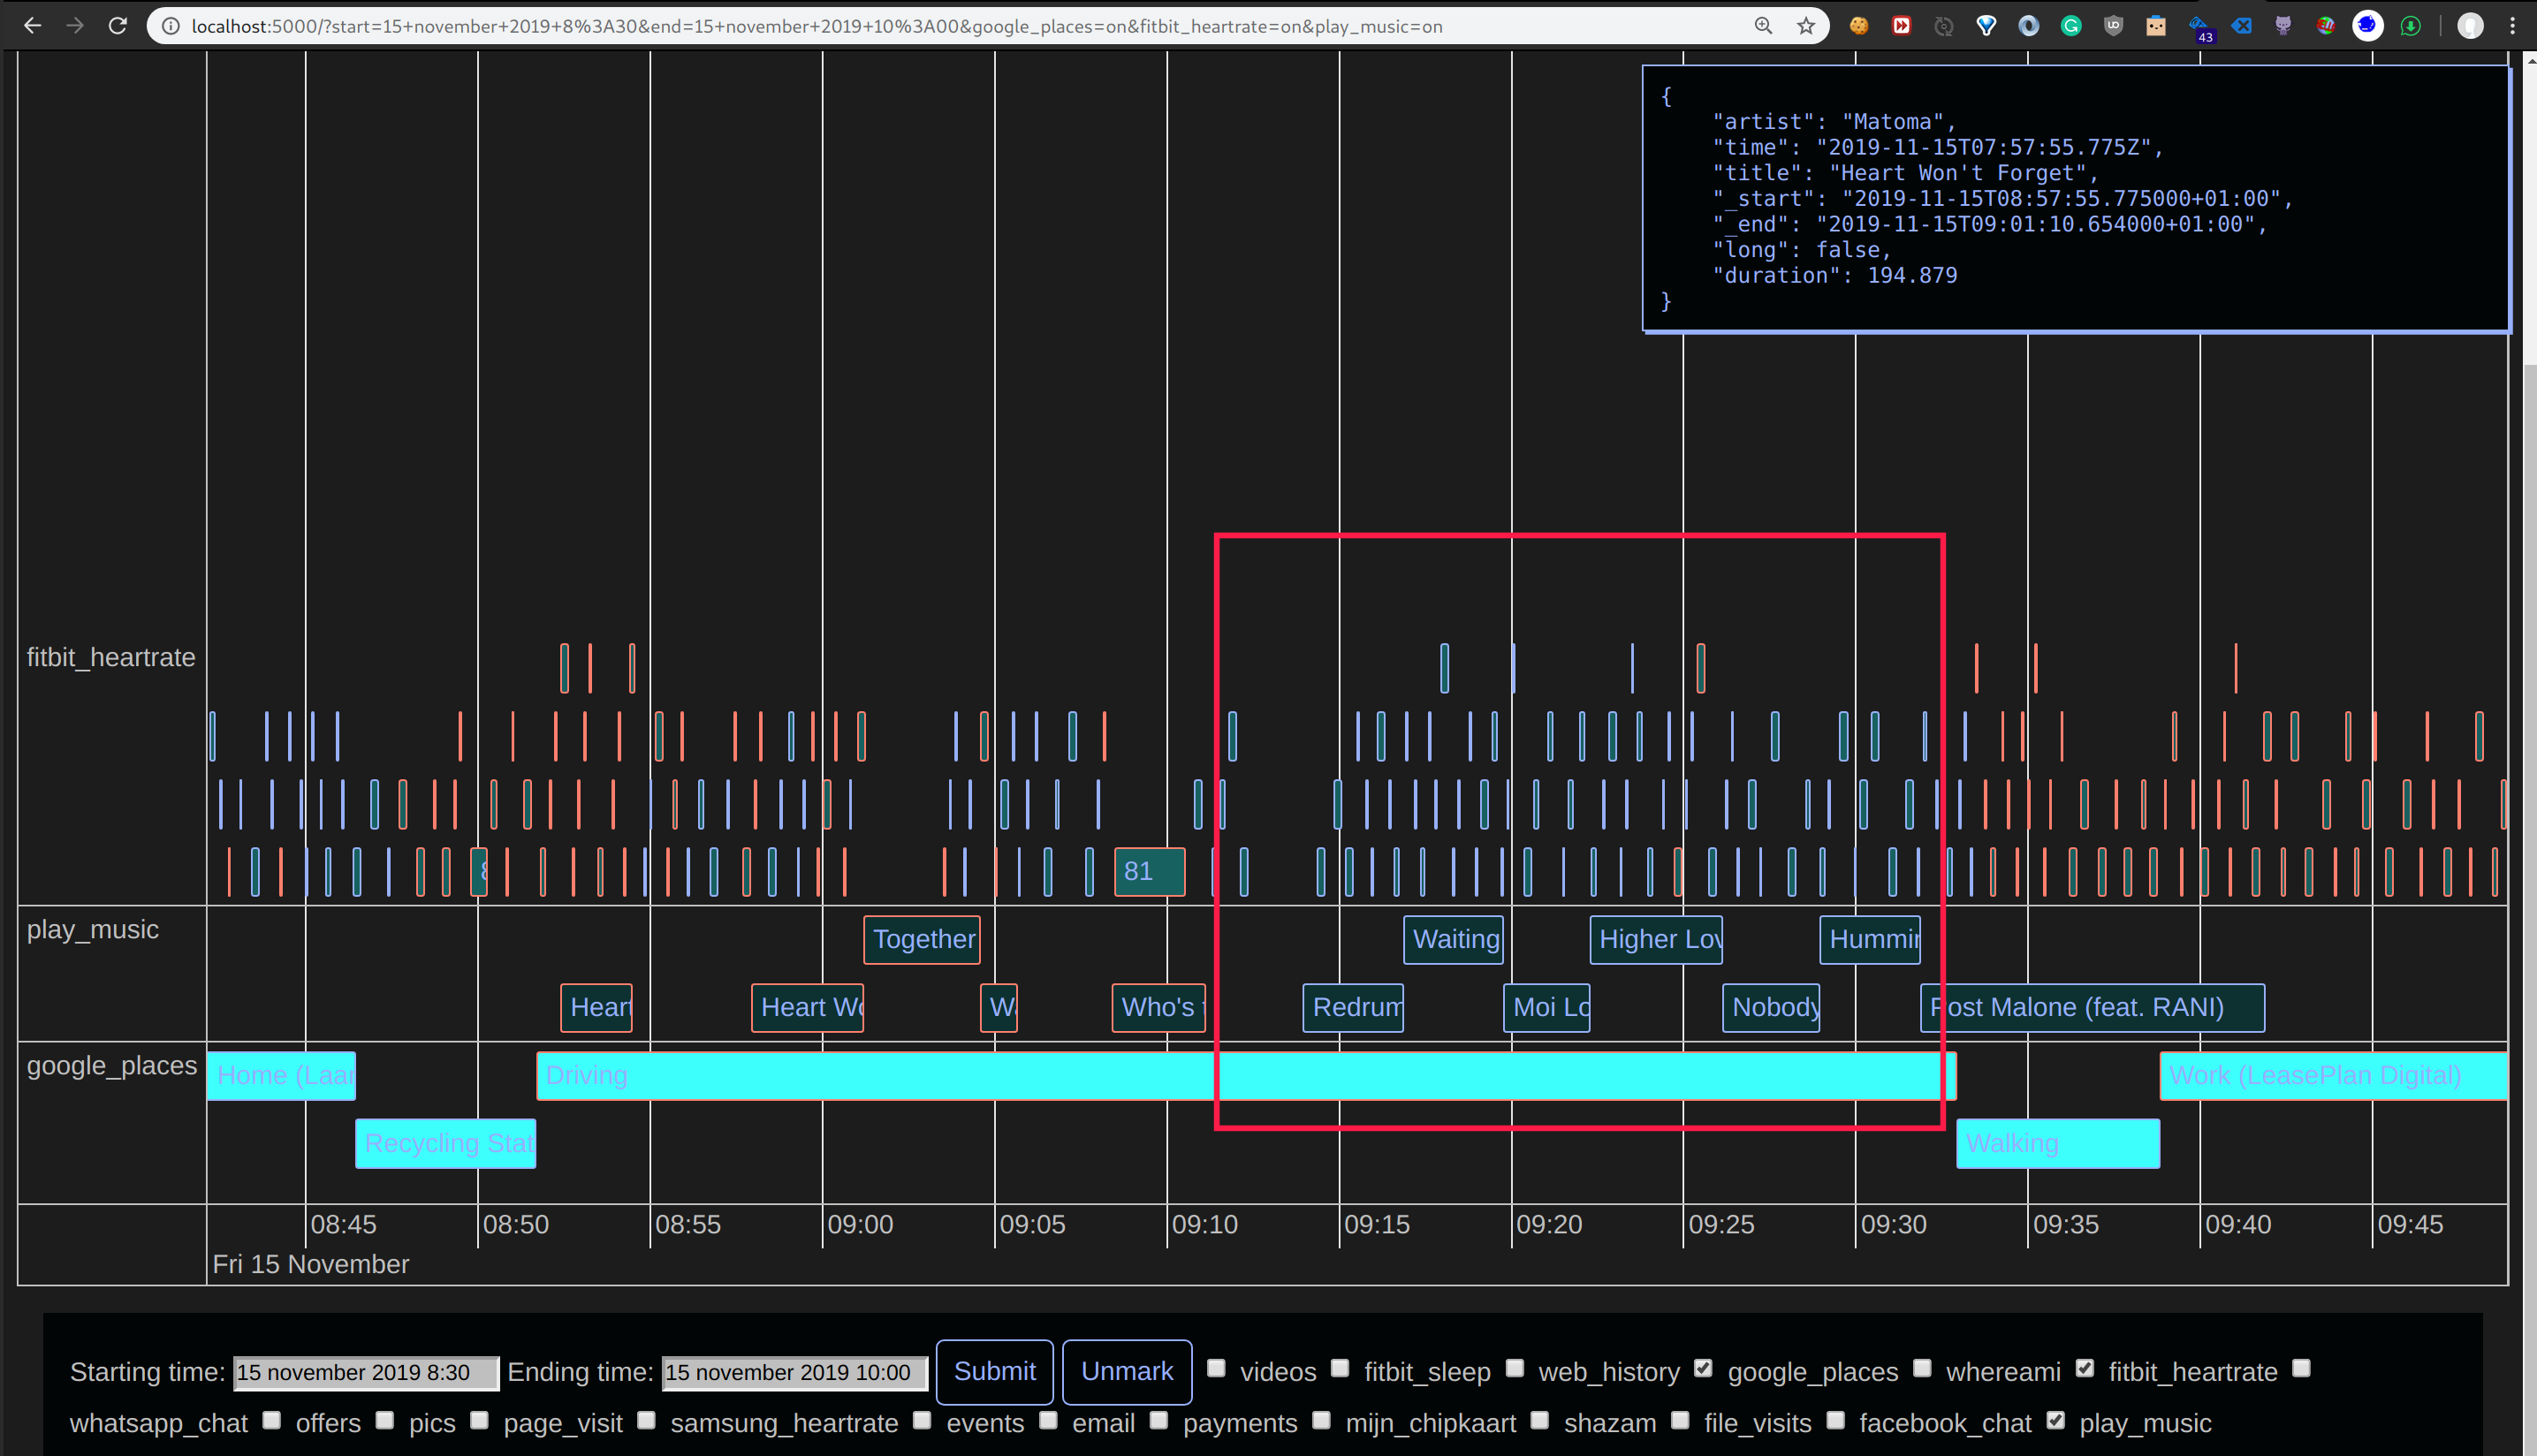 localhost:5000/?start=15+november+2019+8%3A30&end=15+november+2019+10%3A00&google_places=on&fitbit_heartrate=on&play_music=on
43
{
"artist": "Matoma",
"time": "2019-11-15T07:57:55.775Z",
"title": "Heart Won't Forget",
"_start": "2019-11-15T08:57:55.775000+01:00",
"_end": "2019-11-15T09:01:10.654000+01:00",
"long": false,
"duration": 194.879
}
fitbit_heartrate
81
play_music
Together Waiting Higher Lov Hummin
Heart Heart Wo Who's Redrum Moi Lo Nobody Post Malone (feat. RANI)
google_places
Home (Laan Driving Work (LeasePlan Digital)
Recycling Stat Walking
08:45 08:50 08:55 09:00 09:05 09:10 09:15 09:20 09:25 09:30 09:35 09:40 09:45
Fri 15 November
Starting time: 15 november 2019 8:30 Ending time: 15 november 2019 10:00 Submit Unmark videos fitbit_sleep web_history google_places whereami fitbit_heartrate
whatsapp_chat offers pics page_visit samsung_heartrate events email payments mijn_chipkaart shazam file_visits facebook_chat play_music